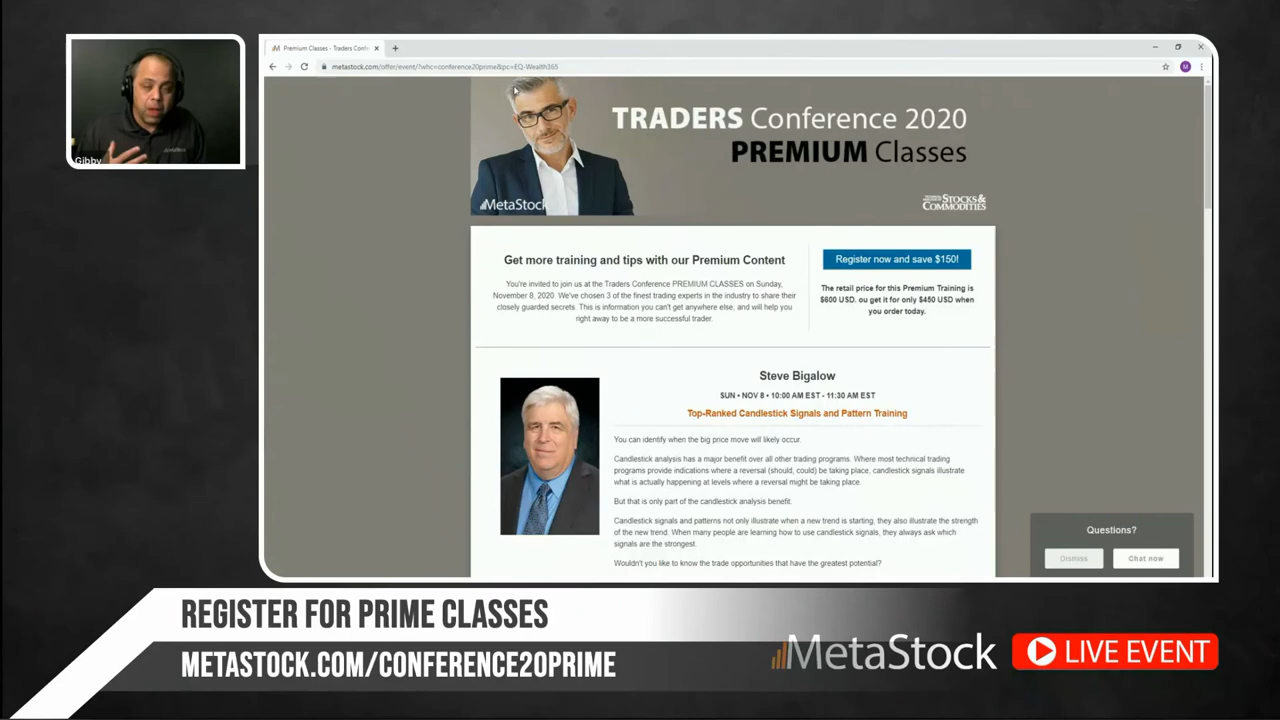 Gibby
Premium Classes - Traders Conf
metastock.com/offer/event/?whc=conference20prime&pc=EQ-Wealth365
M
TRADERS Conference 2020
PREMIUM Classes
MetaStock
STOCKS &
COMMODITIES
Get more training and tips with our Premium Content
You're invited to join us at the Traders Conference PREMIUM CLASSES on Sunday,
November 8, 2020. We've chosen 3 of the finest trading experts in the industry to share their
closely guarded secrets. This is information you can't get anywhere else, and will help you
right away to be a more successful trader.
Register now and save $150!
The retail price for this Premium Training is
$600 USD. ou get it for only $450 USD when
you order today.
Steve Bigalow
SUN • NOV 8 • 10:00 AM EST - 11:30 AM EST
Top-Ranked Candlestick Signals and Pattern Training
You can identify when the big price move will likely occur.
Candlestick analysis has a major benefit over all other trading programs. Where most technical trading
programs provide indications where a reversal (should, could) be taking place, candlestick signals illustrate
what is actually happening at levels where a reversal might be taking place.
But that is only part of the candlestick analysis benefit.
Candlestick signals and patterns not only illustrate when a new trend is starting, they also illustrate the strength
of the new trend. When many people are learning how to use candlestick signals, they always ask which
signals are the strongest.
Wouldn't you like to know the trade opportunities that have the greatest potential?
Questions?
Dismiss
Chat now
REGISTER FOR PRIME CLASSES
METASTOCK.COM/CONFERENCE20PRIME
MetaStock
LIVE EVENT